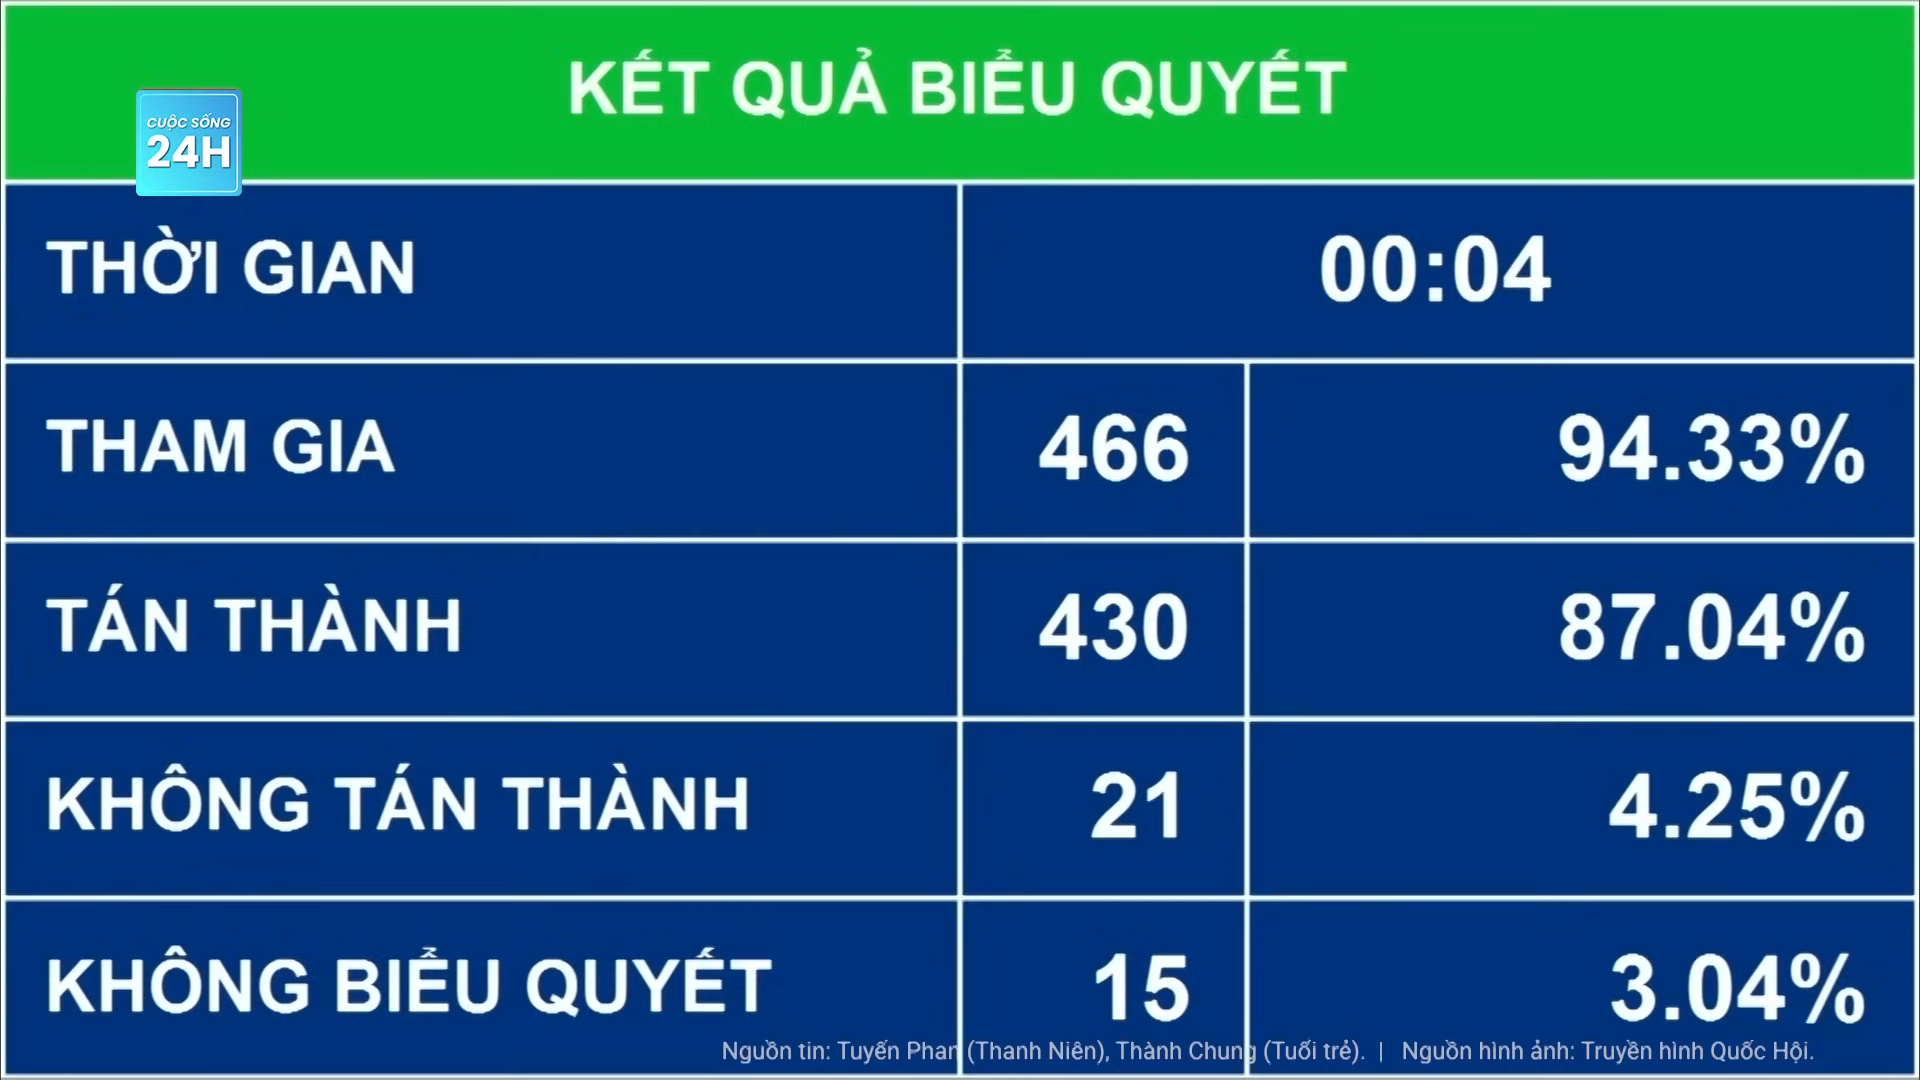 KẾT QUẢ BIỂU QUYẾT
CUỘC SỐNG
24H
THỜI GIAN 00:04
THAM GIA 466 94.33%
TÁN THÀNH 430 87.04%
KHÔNG TÁN THÀNH 21 4.25%
KHÔNG BIỂU QUYẾT 15 3.04%
Nguồn tin: Tuyến Phan (Thanh Niên), Thành Chung (Tuổi trẻ). | Nguồn hình ảnh: Truyền hình Quốc Hội.